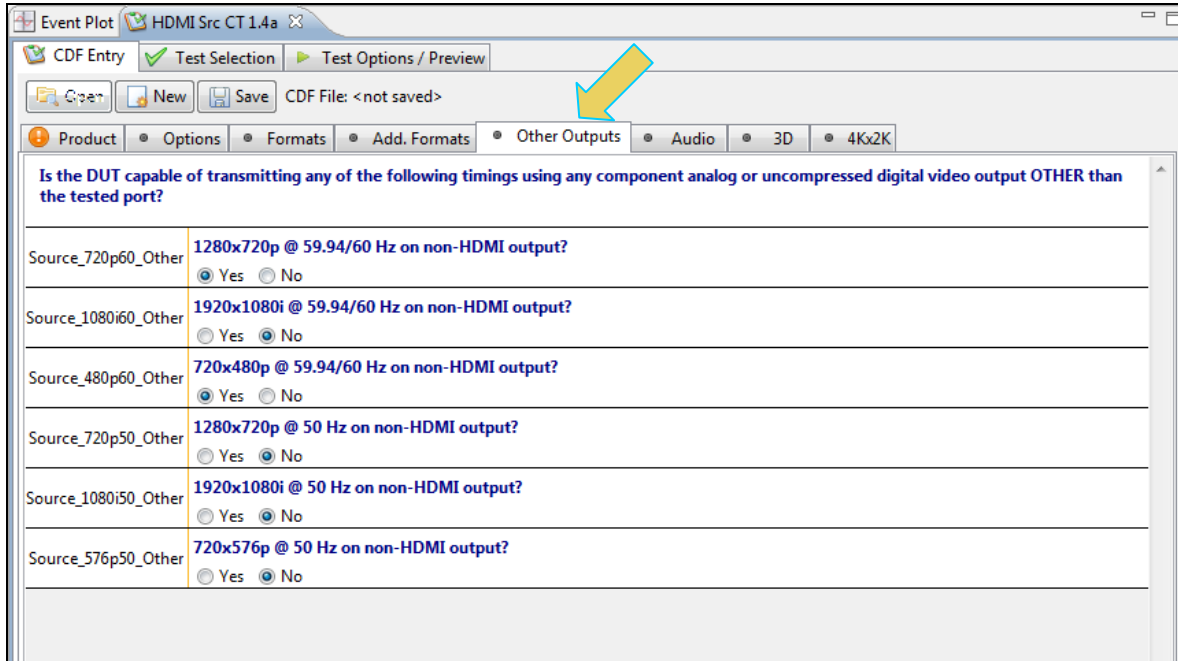 Event Plot HDMI Src CT 1.4a
CDF Entry Test Selection Test Options / Preview
Open New Save CDF File: <not saved>
Product Options Formats Add. Formats Other Outputs Audio 3D 4Kx2K
Is the DUT capable of transmitting any of the following timings using any component analog or uncompressed digital video output OTHER than
the tested port?
Source_720p60_Other
1280x720p @ 59.94/60 Hz on non-HDMI output?
Yes No
Source_1080i60_Other
1920x1080i @ 59.94/60 Hz on non-HDMI output?
Yes No
Source_480p60_Other
720x480p @ 59.94/60 Hz on non-HDMI output?
Yes No
Source_720p50_Other
1280x720p @ 50 Hz on non-HDMI output?
Yes No
Source_1080i50_Other
1920x1080i @ 50 Hz on non-HDMI output?
Yes No
Source_576p50_Other
720x576p @ 50 Hz on non-HDMI output?
Yes No